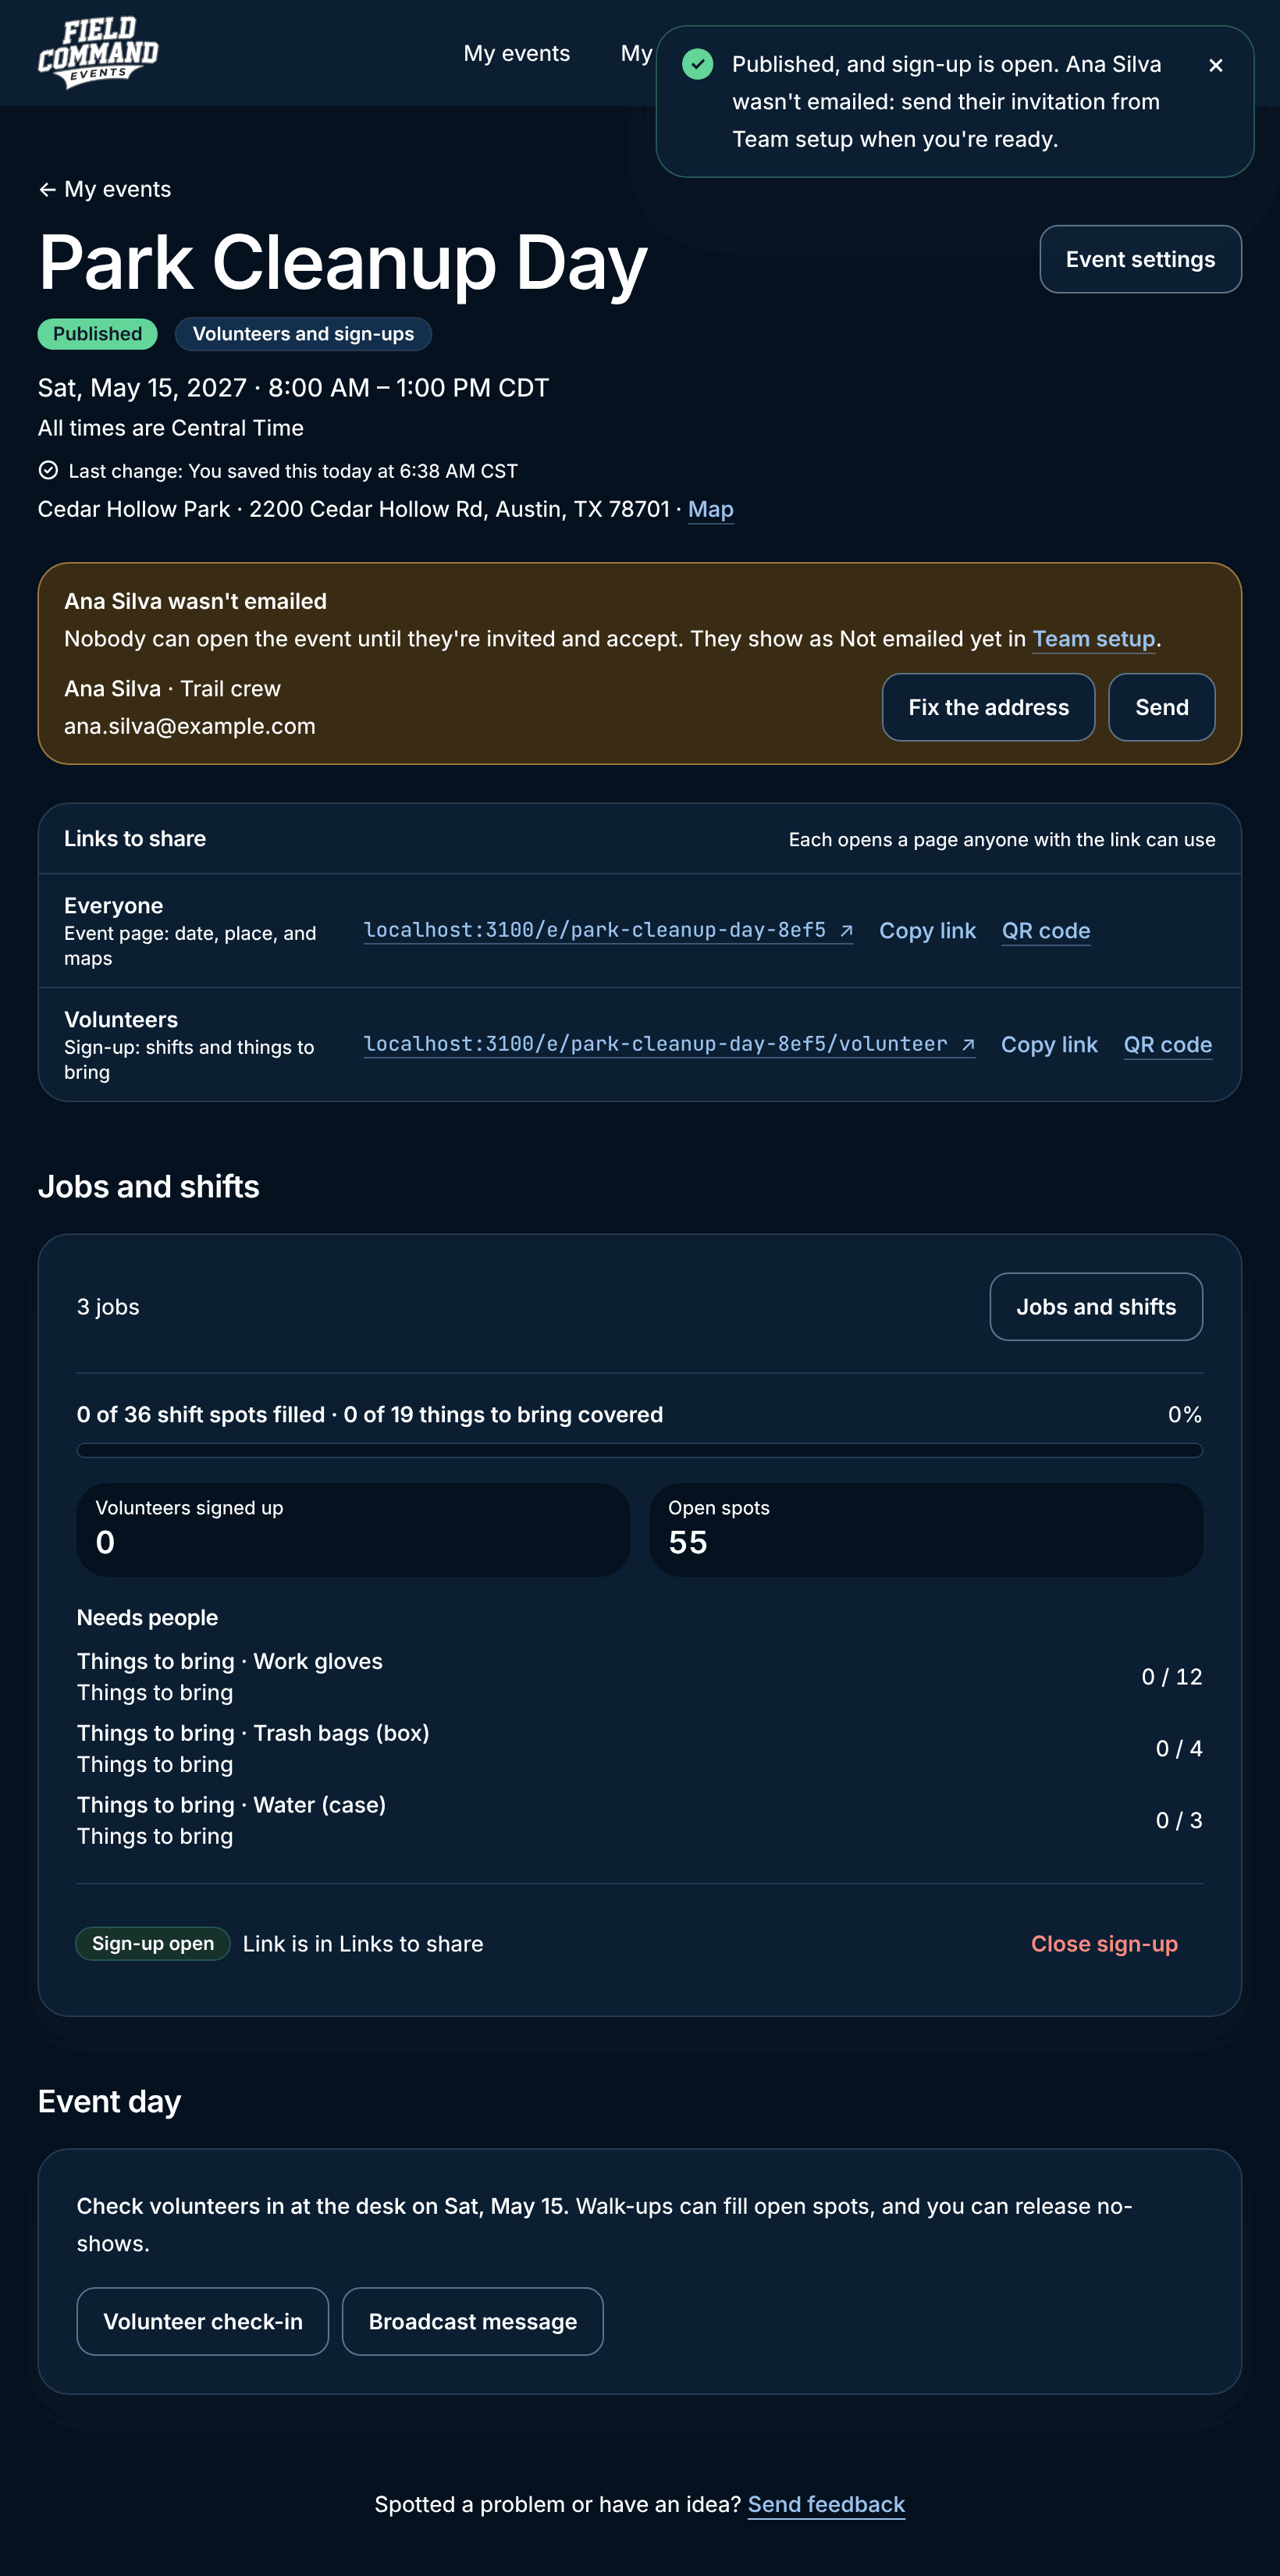 FIELD
COMMAND
EVENTS
My events
My
Published, and sign-up is open. Ana Silva
wasn't emailed: send their invitation from
Team setup when you're ready.
← My events
Park Cleanup Day
Event settings
Published
Volunteers and sign-ups
Sat, May 15, 2027 · 8:00 AM – 1:00 PM CDT
All times are Central Time
Last change: You saved this today at 6:38 AM CST
Cedar Hollow Park · 2200 Cedar Hollow Rd, Austin, TX 78701 · Map
Ana Silva wasn't emailed
Nobody can open the event until they're invited and accept. They show as Not emailed yet in Team setup.
Ana Silva · Trail crew
ana.silva@example.com
Fix the address
Send
Links to share
Each opens a page anyone with the link can use
Everyone
Event page: date, place, and
maps
localhost:3100/e/park-cleanup-day-8ef5 ↗
Copy link
QR code
Volunteers
Sign-up: shifts and things to
bring
localhost:3100/e/park-cleanup-day-8ef5/volunteer ↗
Copy link
QR code
Jobs and shifts
3 jobs
Jobs and shifts
0 of 36 shift spots filled · 0 of 19 things to bring covered
0%
Volunteers signed up
0
Open spots
55
Needs people
Things to bring · Work gloves
Things to bring
0 / 12
Things to bring · Trash bags (box)
Things to bring
0 / 4
Things to bring · Water (case)
Things to bring
0 / 3
Sign-up open
Link is in Links to share
Close sign-up
Event day
Check volunteers in at the desk on Sat, May 15. Walk-ups can fill open spots, and you can release no-
shows.
Volunteer check-in
Broadcast message
Spotted a problem or have an idea? Send feedback